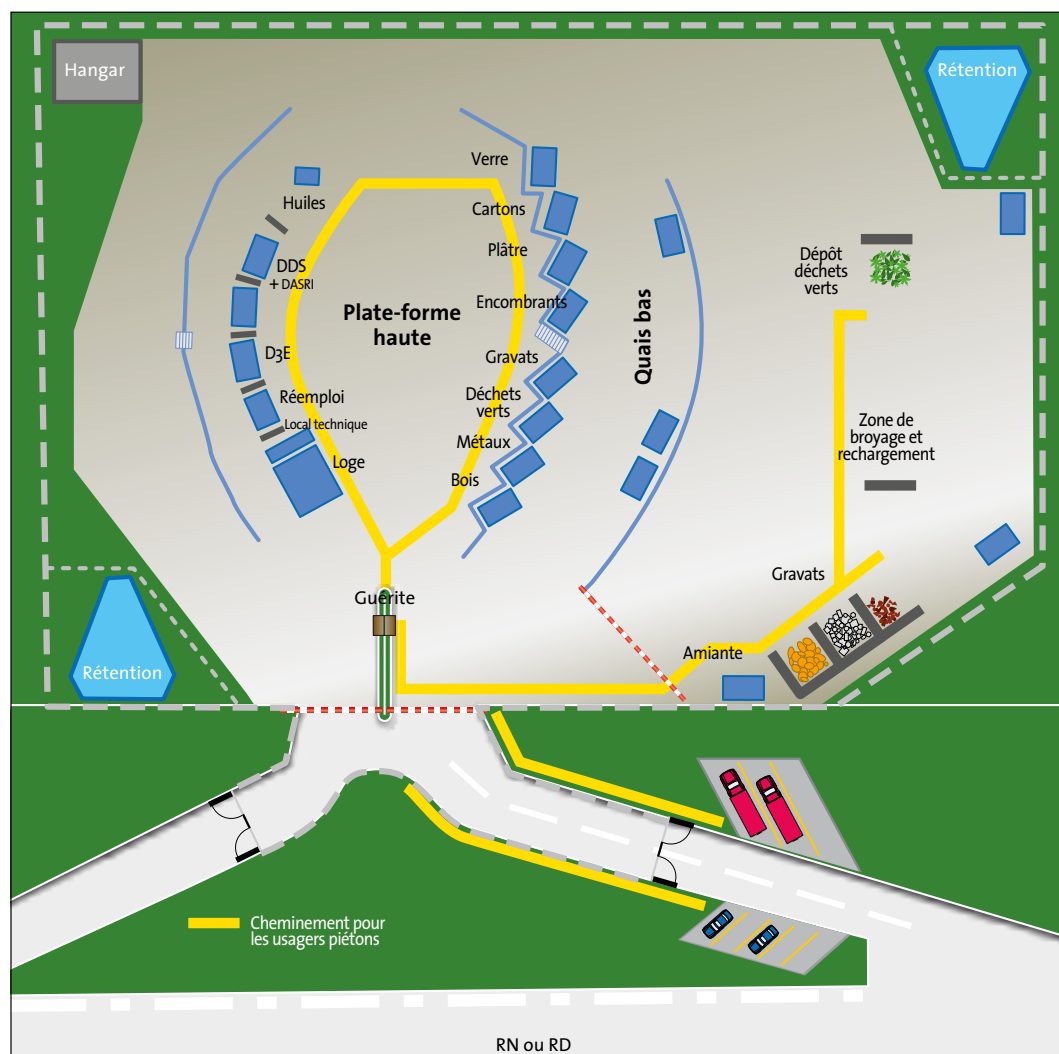 Hangar
Rétention
Verre
Huiles
Cartons
Plâtre
DDS
+ DASRI
Encombrants
Plate-forme
haute
Quais bas
Dépôt
déchets
verts
D3E
Gravats
Réemploi
Déchets
verts
Local technique
Métaux
Loge
Bois
Zone de
broyage et
rechargement
Gravats
Guérite
Amiante
Rétention
Cheminement pour
les usagers piétons
RN ou RD